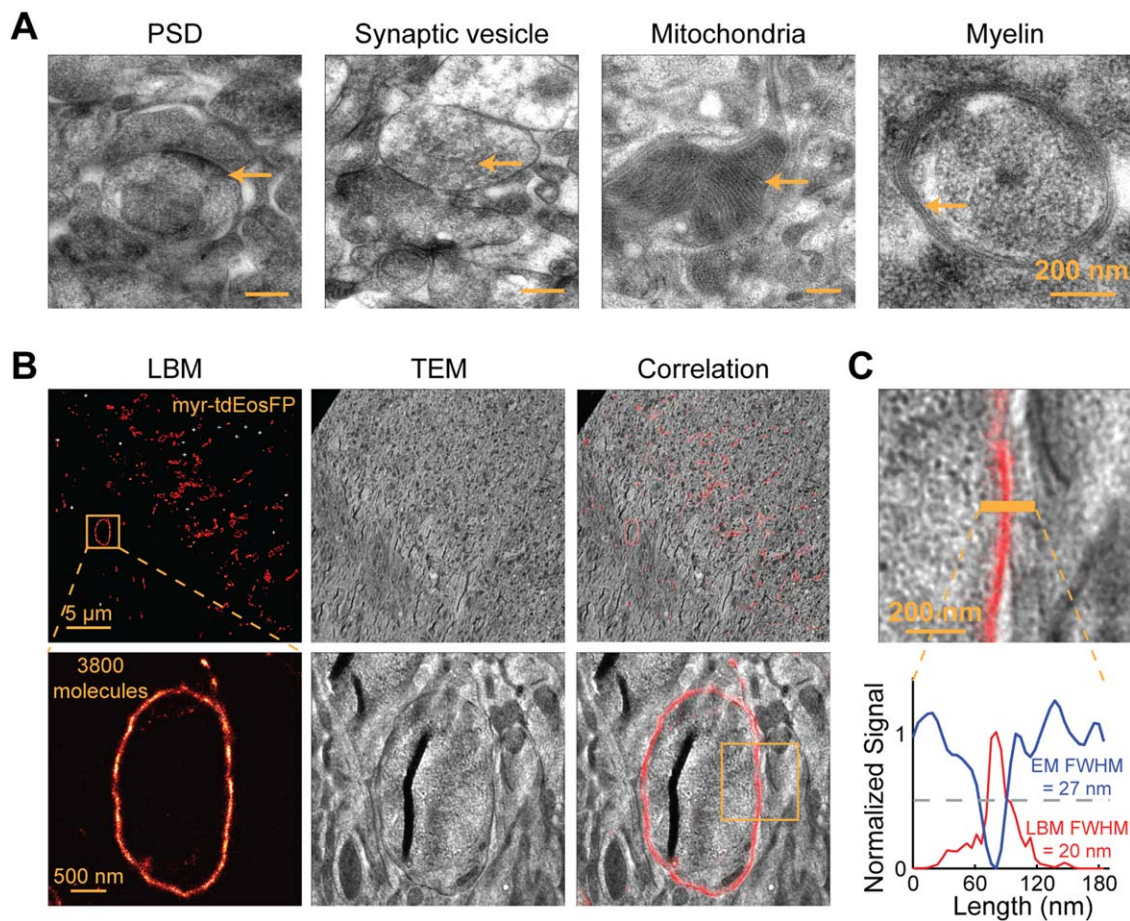 A
PSD
Synaptic vesicle
Mitochondria
Myelin
200 nm
B
LBM
TEM
Correlation
myr-tdEosFP
5 μm
3800
molecules
500 nm
C
200 nm
Normalized Signal
1
0
EM FWHM
= 27 nm
LBM FWHM
= 20 nm
0
60
120
180
Length (nm)